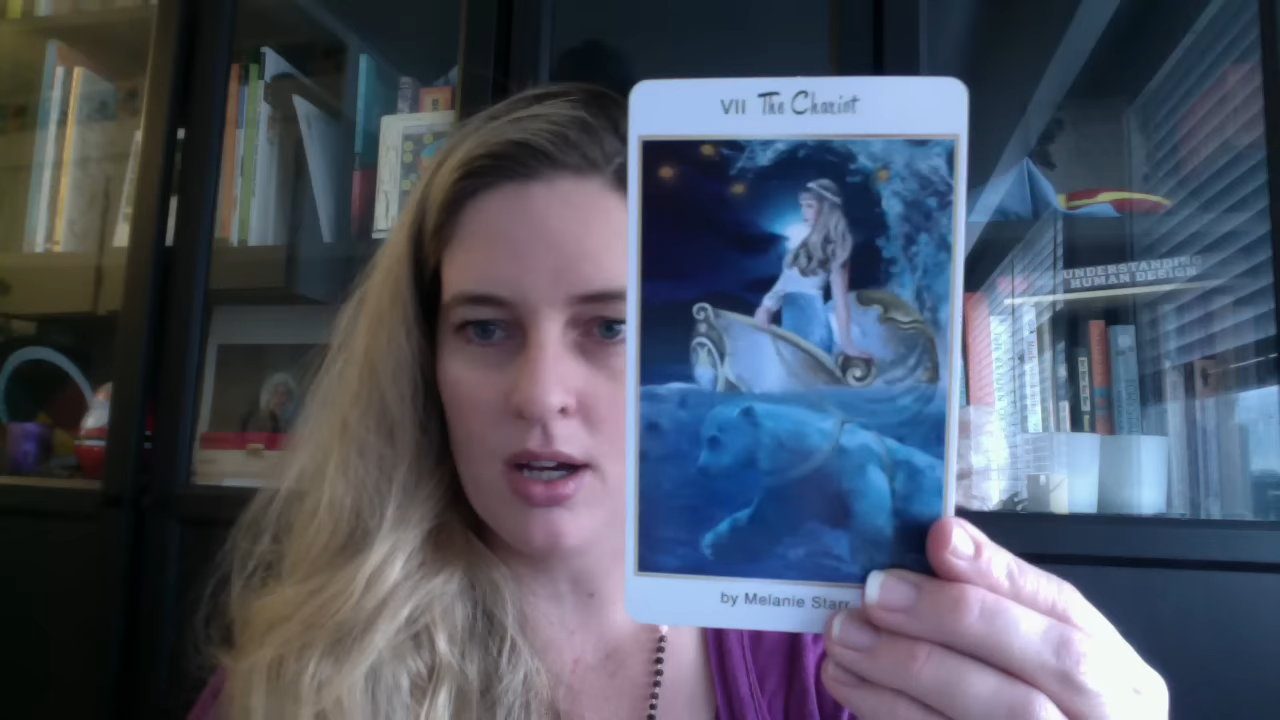 VII The Chariot
by Melanie Starr
UNDERSTANDING
HUMAN DESIGN